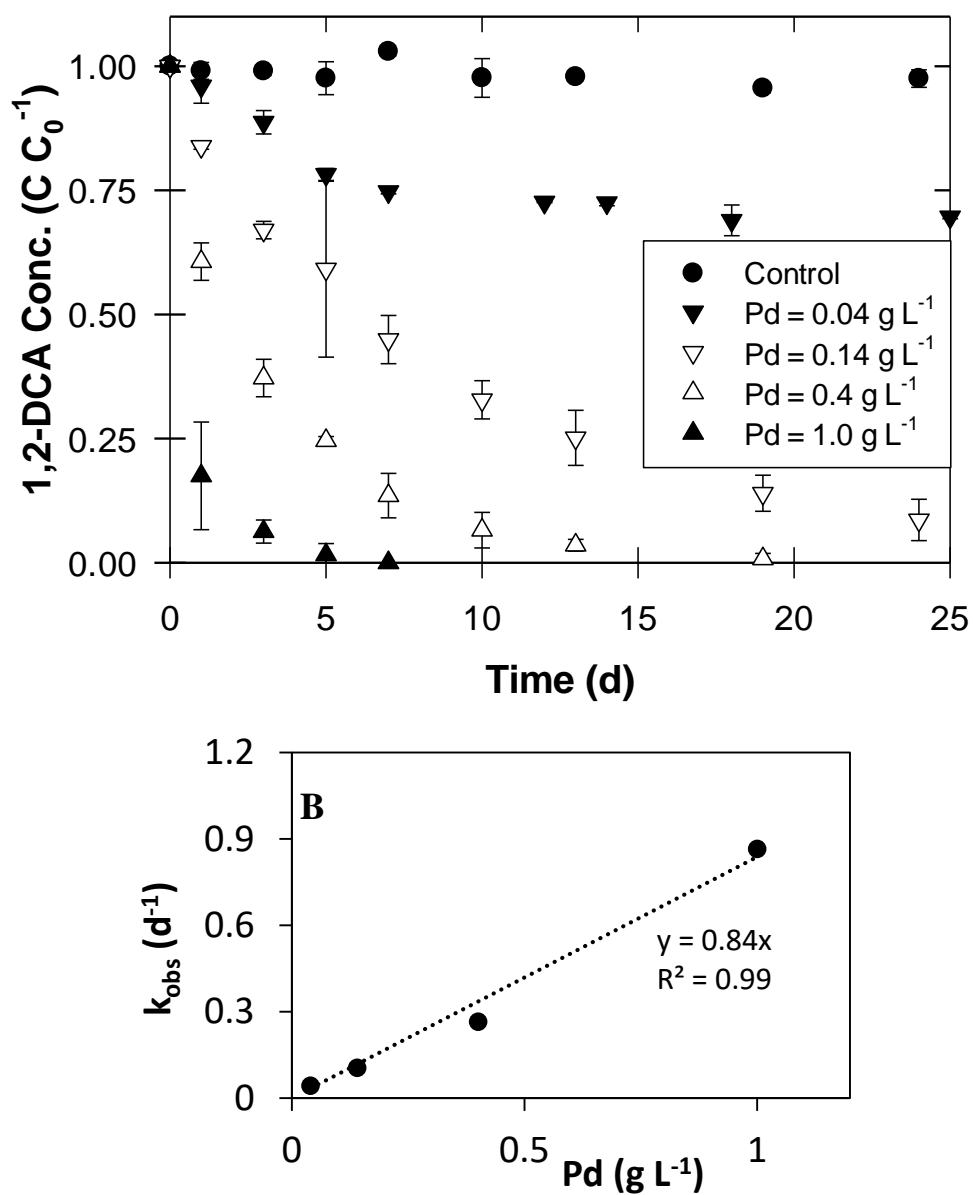 1,2-DCA Conc. (C C₀⁻¹)
1.00
0.75
0.50
0.25
0.00
Control
Pd = 0.04 g L⁻¹
Pd = 0.14 g L⁻¹
Pd = 0.4 g L⁻¹
Pd = 1.0 g L⁻¹
0 5 10 15 20 25
Time (d)
k_obs (d⁻¹)
1.2
0.9
0.6
0.3
0
B
y = 0.84x
R² = 0.99
0 0.5 1
Pd (g L⁻¹)